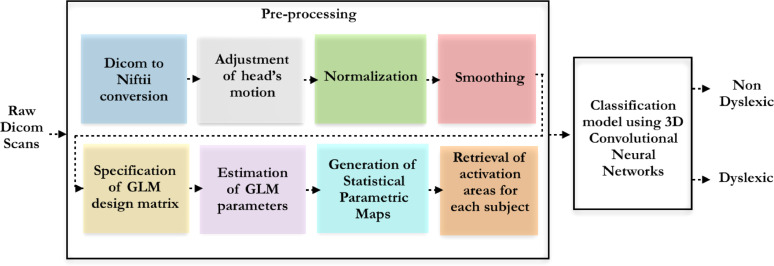 Pre-processing
Raw
Dicom
Scans
Dicom to
Niftii
conversion
Adjustment
of head's
motion
Normalization
Smoothing
Specification
of GLM
design matrix
Estimation
of GLM
parameters
Generation of
Statistical
Parametric
Maps
Retrieval of
activation
areas for
each subject
Classification
model using 3D
Convolutional
Neural
Networks
Non
Dyslexic
Dyslexic